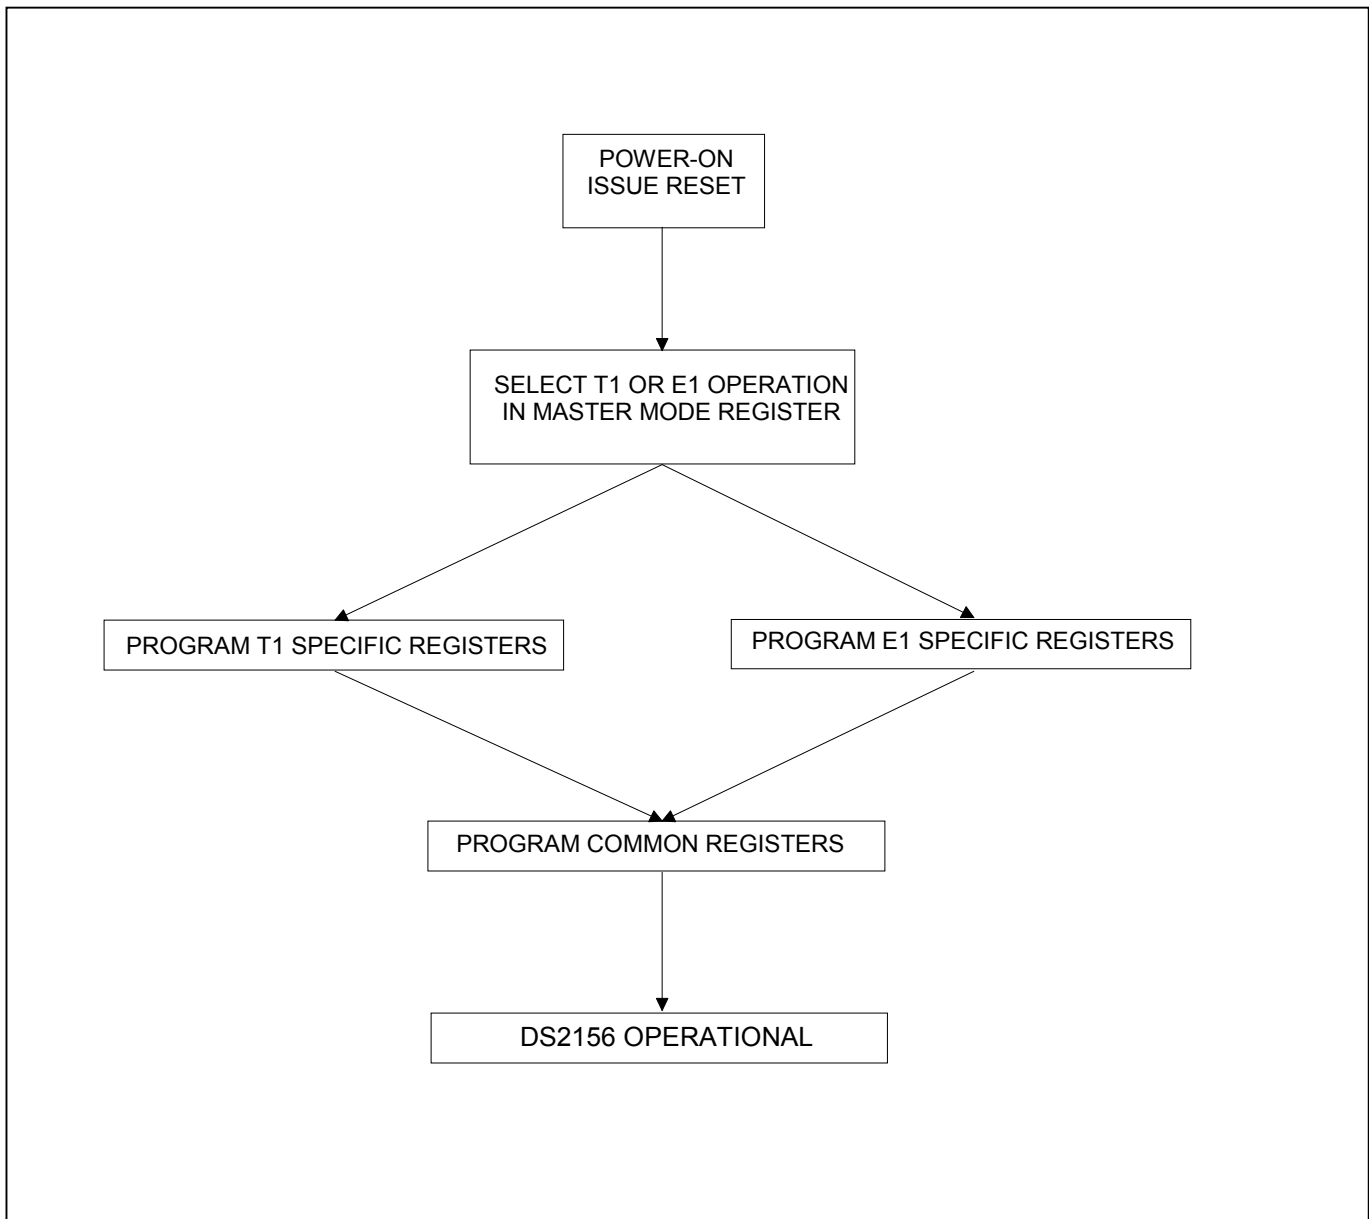 POWER-ON
ISSUE RESET
SELECT T1 OR E1 OPERATION
IN MASTER MODE REGISTER
PROGRAM T1 SPECIFIC REGISTERS
PROGRAM E1 SPECIFIC REGISTERS
PROGRAM COMMON REGISTERS
DS2156 OPERATIONAL